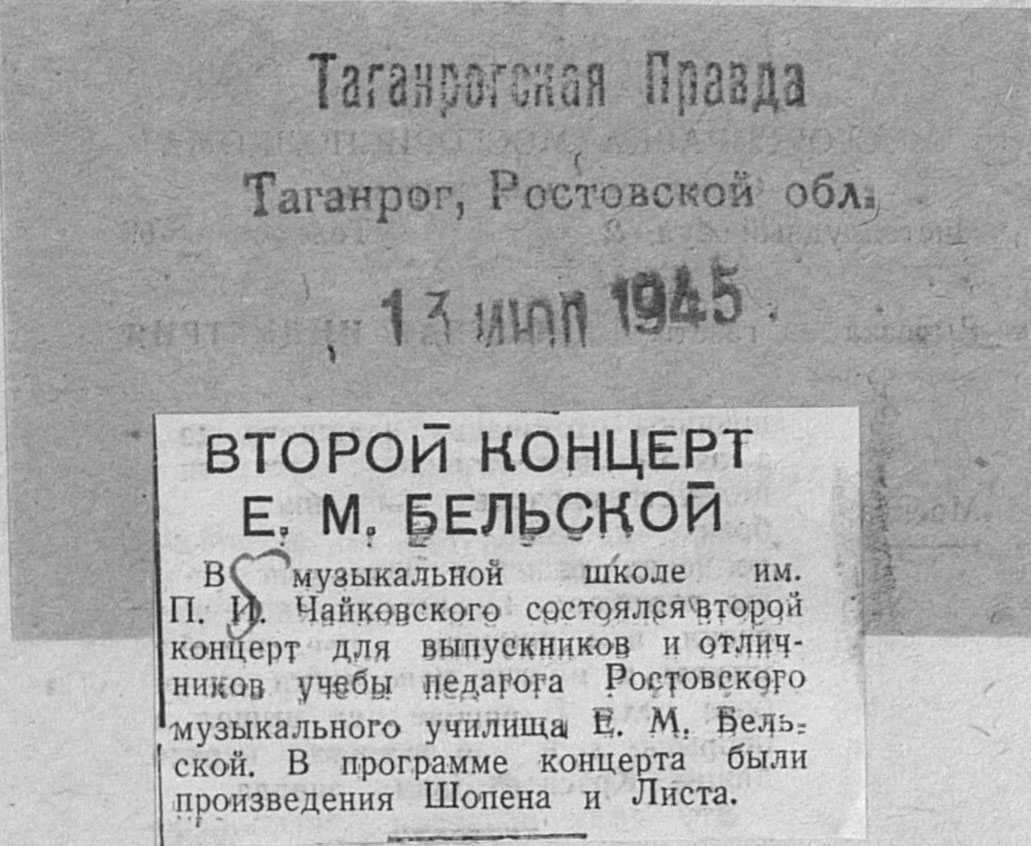 Таганрогская Правда
Таганрог, Ростовской обл.
13 ИЮЛ 1945
ВТОРОЙ КОНЦЕРТ
Е. М. БЕЛЬСКОЙ
В музыкальной школе им.
П. И. Чайковского состоялся второй
концерт для выпускников и отлич-
ников учебы педагога Ростовского
музыкального училища Е. М. Бель-
ской. В программе концерта были
произведения Шопена и Листа.